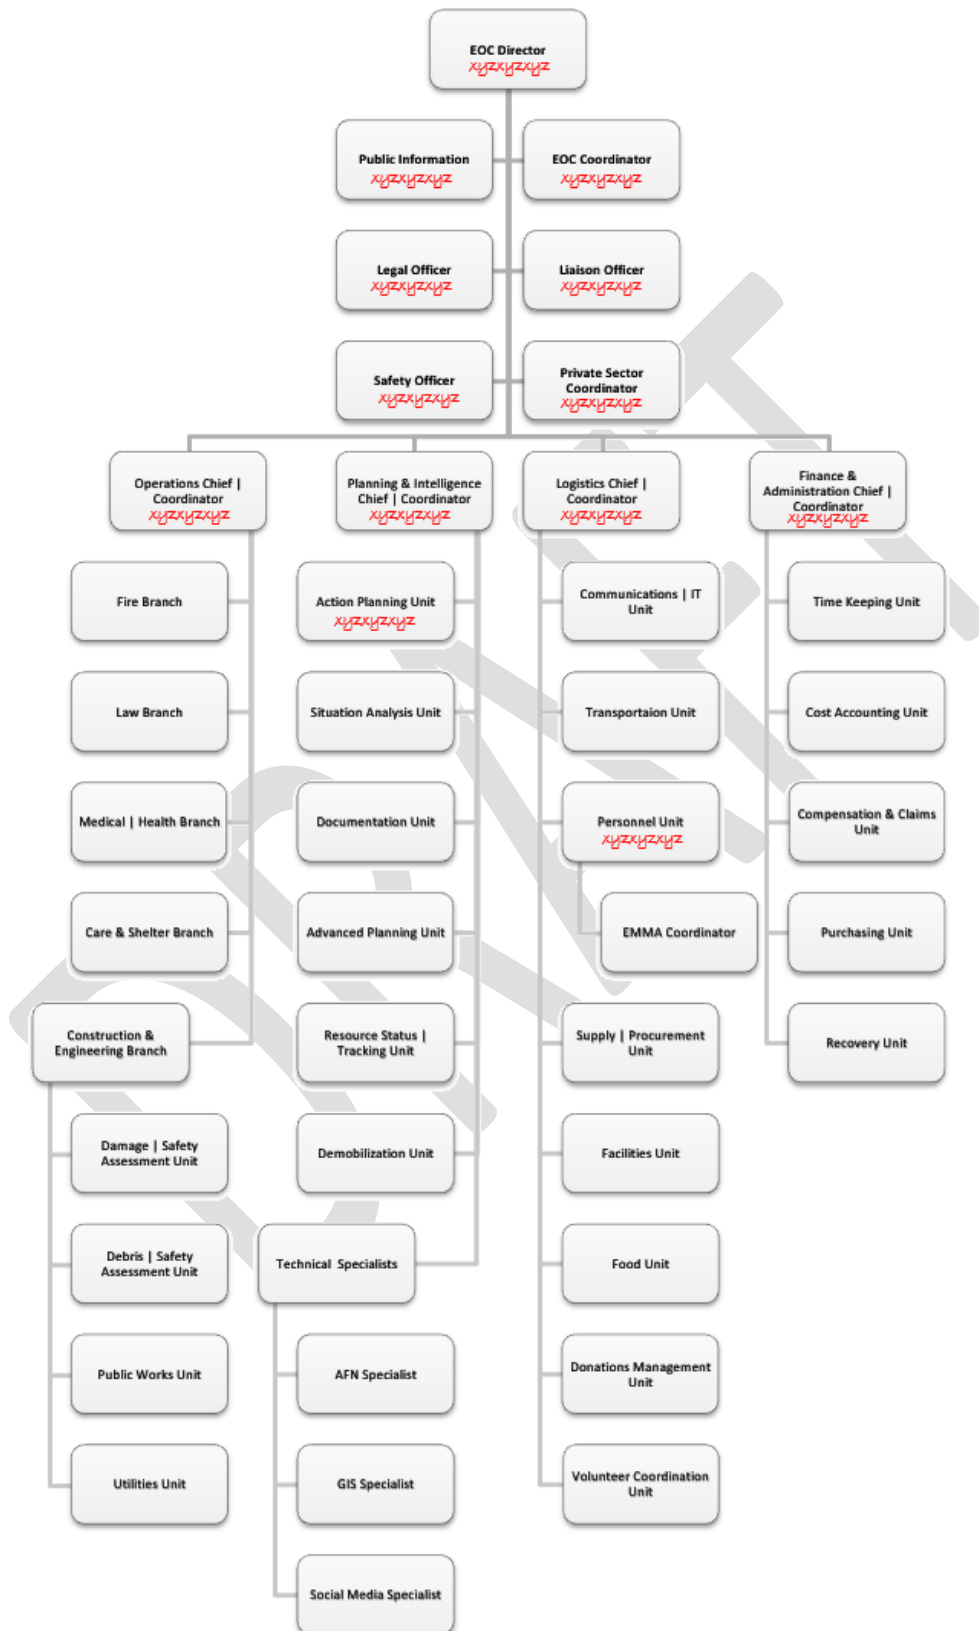 EOC Director
xyzxyzxyz
Public Information
xyzxyzxyz
EOC Coordinator
xyzxyzxyz
Legal Officer
xyzxyzxyz
Liaison Officer
xyzxyzxyz
Safety Officer
xyzxyzxyz
Private Sector
Coordinator
xyzxyzxyz
Operations Chief |
Coordinator
xyzxyzxyz
Planning & Intelligence
Chief | Coordinator
xyzxyzxyz
Logistics Chief |
Coordinator
xyzxyzxyz
Finance &
Administration Chief |
Coordinator
xyzxyzxyz
Fire Branch
Law Branch
Medical | Health Branch
Care & Shelter Branch
Construction &
Engineering Branch
Damage | Safety
Assessment Unit
Debris | Safety
Assessment Unit
Public Works Unit
Utilities Unit
Action Planning Unit
xyzxyzxyz
Situation Analysis Unit
Documentation Unit
Advanced Planning Unit
Resource Status |
Tracking Unit
Demobilization Unit
Technical Specialists
AFN Specialist
GIS Specialist
Social Media Specialist
Communications | IT
Unit
Transportaion Unit
Personnel Unit
xyzxyzxyz
EMMA Coordinator
Supply | Procurement
Unit
Facilities Unit
Food Unit
Donations Management
Unit
Volunteer Coordination
Unit
Time Keeping Unit
Cost Accounting Unit
Compensation & Claims
Unit
Purchasing Unit
Recovery Unit
DRAFT